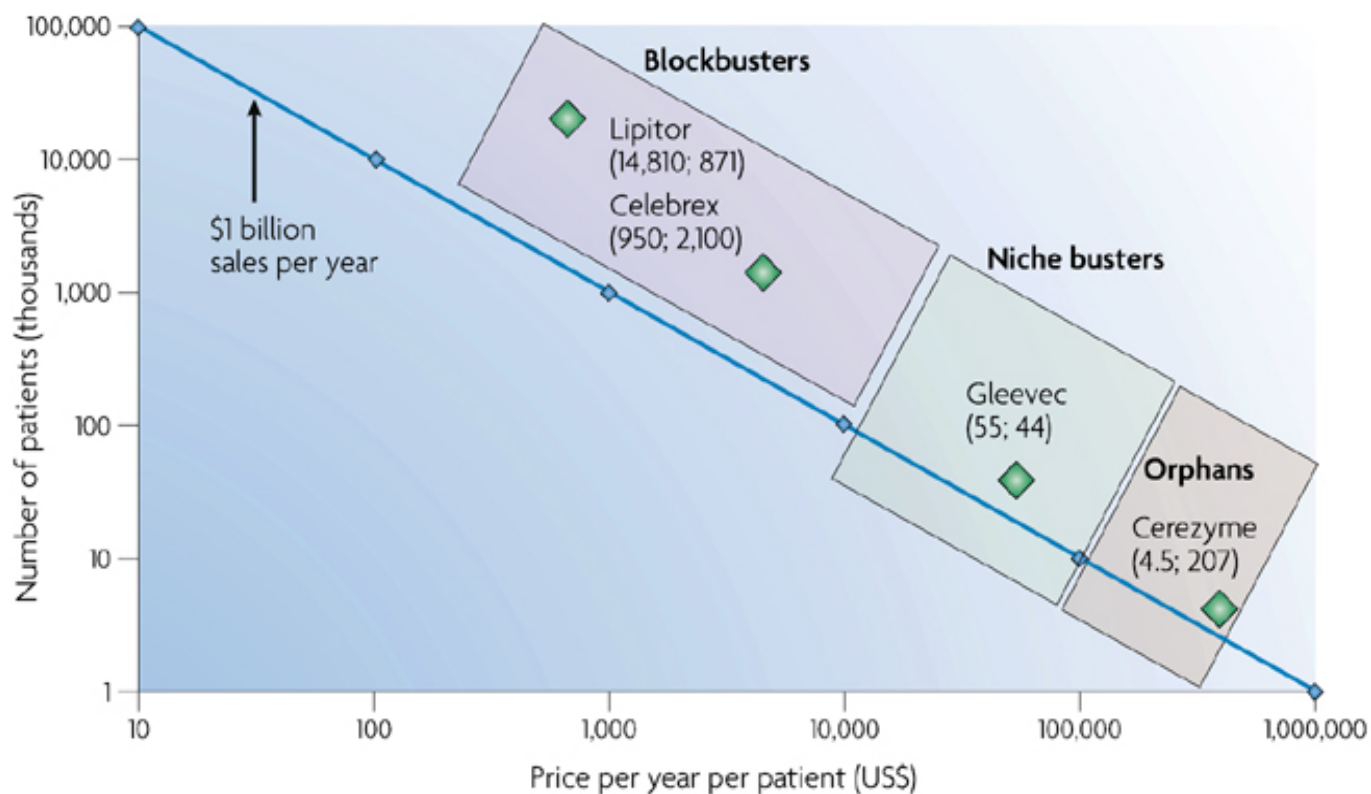 100,000
10,000
1,000
100
10
1
Number of patients (thousands)
$1 billion
sales per year
Blockbusters
Lipitor
(14,810; 871)
Celebrex
(950; 2,100)
Niche busters
Gleevec
(55; 44)
Orphans
Cerezyme
(4.5; 207)
10
100
1,000
10,000
100,000
1,000,000
Price per year per patient (US$)